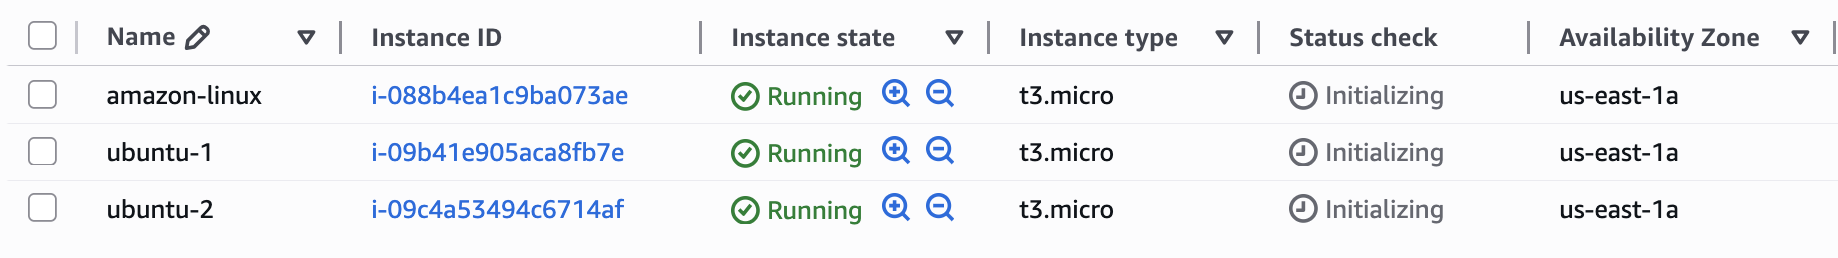 Name Instance ID Instance state Instance type Status check Availability Zone
amazon-linux i-088b4ea1c9ba073ae Running t3.micro Initializing us-east-1a
ubuntu-1 i-09b41e905aca8fb7e Running t3.micro Initializing us-east-1a
ubuntu-2 i-09c4a53494c6714af Running t3.micro Initializing us-east-1a